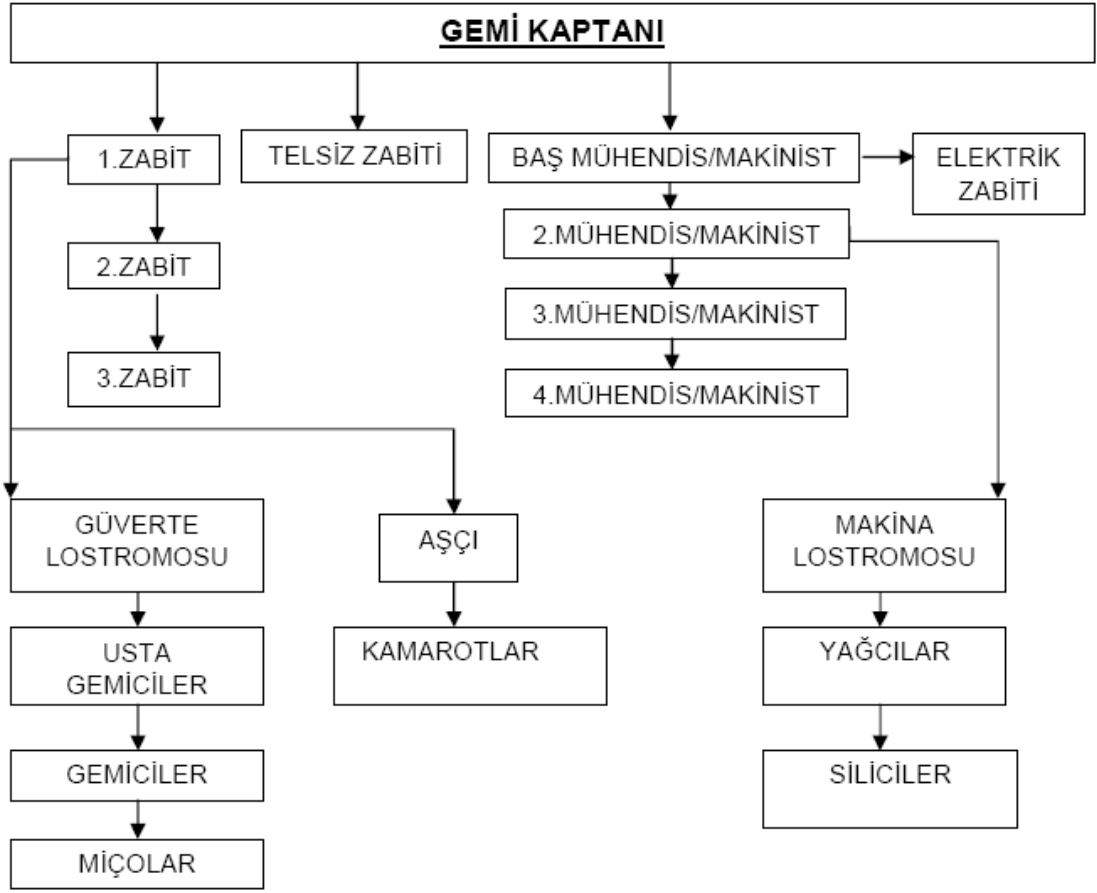 GEMİ KAPTANI
1.ZABİT
TELSİZ ZABİTİ
BAŞ MÜHENDİS/MAKİNİST
ELEKTRİK
ZABİTİ
2.ZABİT
2.MÜHENDİS/MAKİNİST
3.MÜHENDİS/MAKİNİST
3.ZABİT
4.MÜHENDİS/MAKİNİST
GÜVERTE
LOSTROMOSU
AŞÇI
MAKİNA
LOSTROMOSU
USTA
GEMİCİLER
KAMAROTLAR
YAĞCILAR
GEMİCİLER
SİLİCİLER
MİÇOLAR